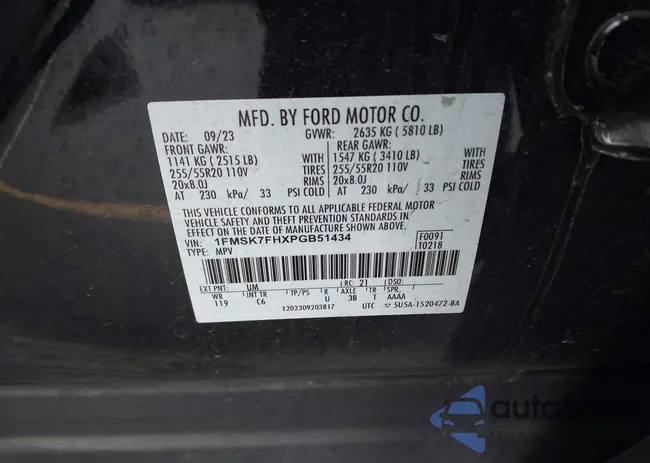 MFD. BY FORD MOTOR CO.
DATE: 09/23 GVWR: 2635 KG ( 5810 LB)
FRONT GAWR: REAR GAWR:
1141 KG ( 2515 LB) WITH 1547 KG ( 3410 LB) WITH
255/55R20 110V TIRES 255/55R20 110V TIRES
20x8.0J RIMS 20x8.0J RIMS
AT 230 kPa/ 33 PSI COLD AT 230 kPa/ 33 PSI COLD
THIS VEHICLE CONFORMS TO ALL APPLICABLE FEDERAL MOTOR
VEHICLE SAFETY AND THEFT PREVENTION STANDARDS IN
EFFECT ON THE DATE OF MANUFACTURE SHOWN ABOVE.
VIN: 1FMSK7FHXPGB51434 F0091
TYPE: MPV T0218
EXT PNT: UM RC: 21 DSO:
WB INT TR TP/PS R AXLE TR SPR
119 C6 U 3B T AAAA
1202309203817 UTC 5U5A-1520472-BA